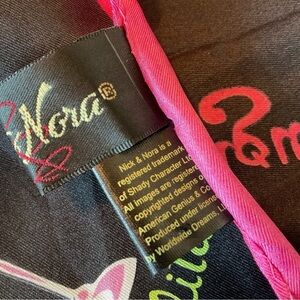 Nora®
Nick & Nora is a
registered trademark
of Shady Character Ltd
All images are registered
copyrighted designs of
American Genius & Co
Produced under license
by Worldwide Dreams,